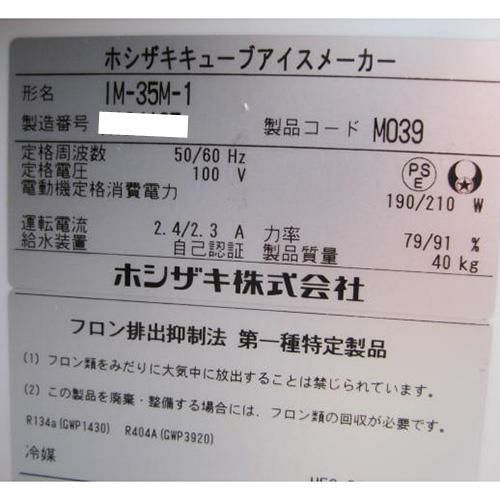 ホシザキキューブアイスメーカー
形名 IM-35M-1
製造番号 製品コード M039
定格周波数 50/60 Hz
定格電圧 100 V PSE
電動機定格消費電力 190/210 W
運転電流 2.4/2.3 A 力率 79/91 %
給水装置 自己認証 製品質量 40 kg
ホシザキ株式会社
フロン排出抑制法 第一種特定製品
(1) フロン類をみだりに大気中に放出することは禁じられています。
(2) この製品を廃棄・整備する場合には、フロン類の回収が必要です。
R134a(GWP1430) R404A(GWP3920)
冷媒